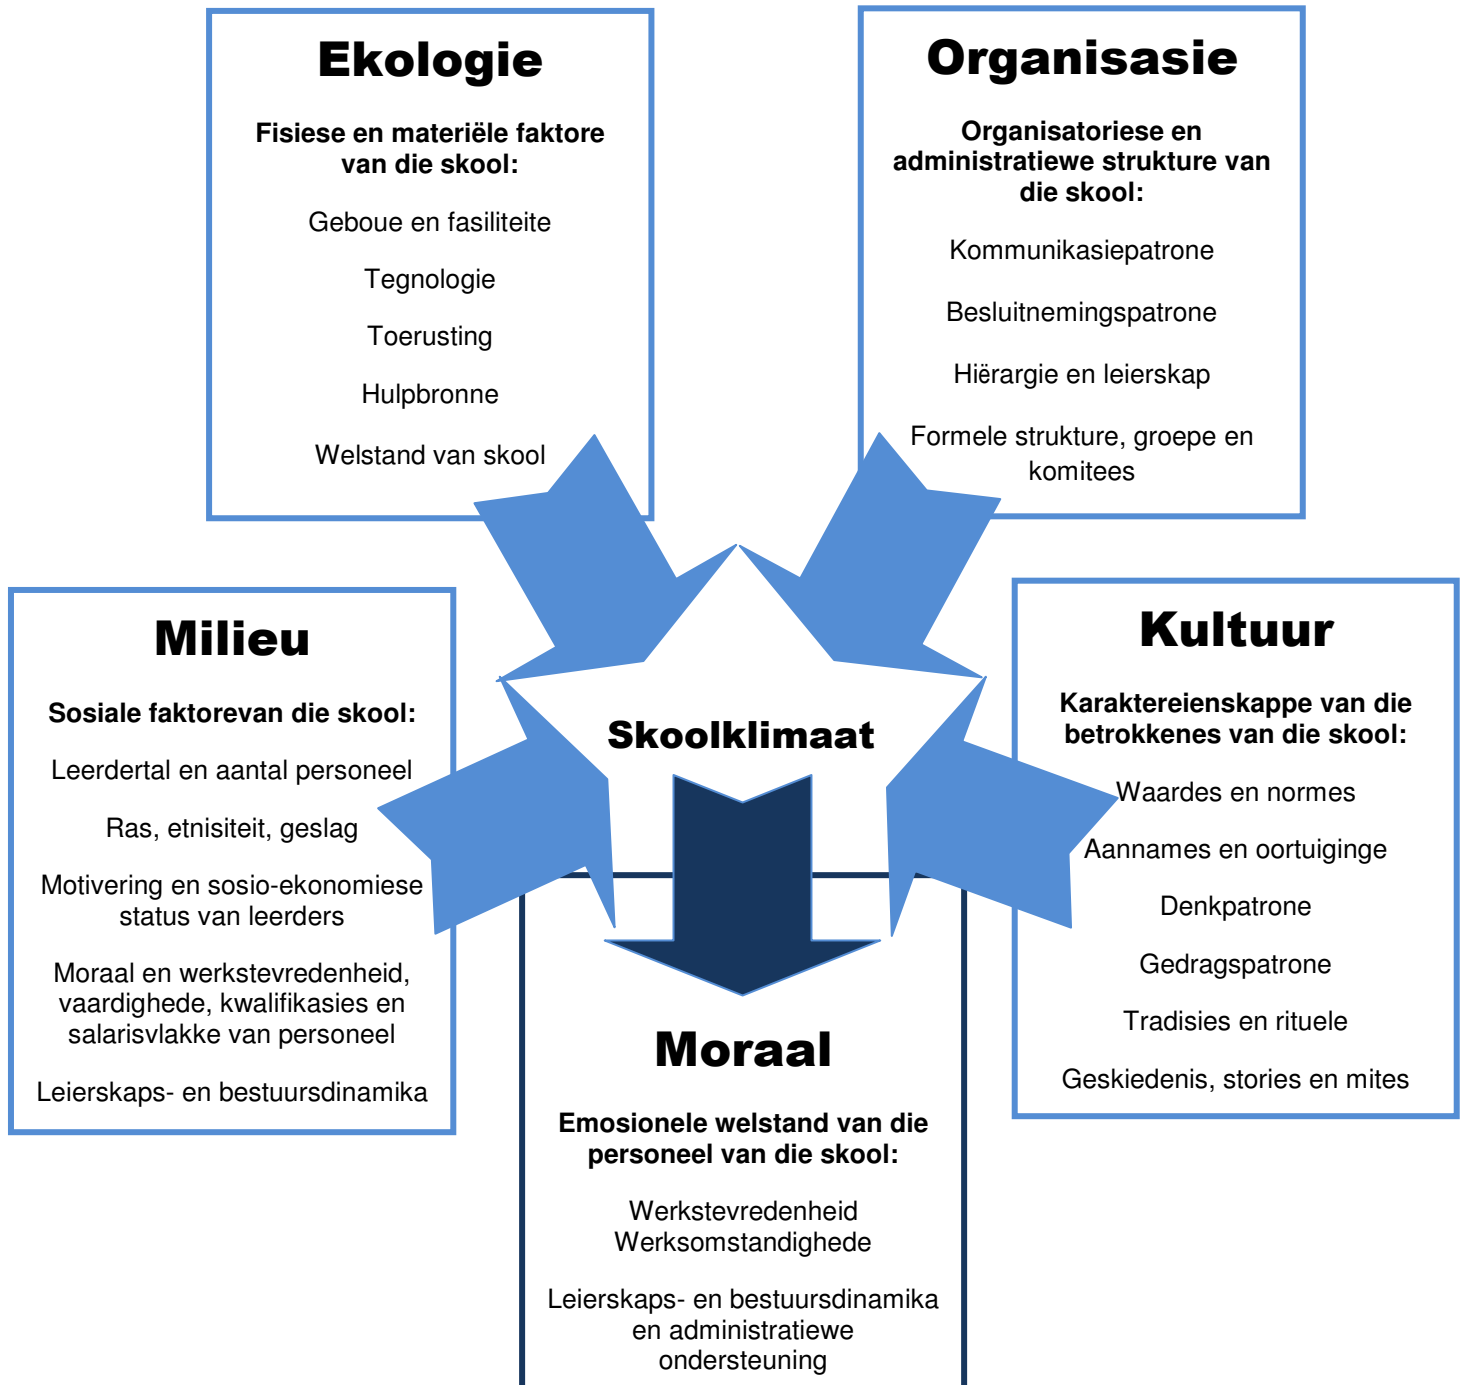 Ekologie
Fisiese en materiële faktore
van die skool:
Geboue en fasiliteite
Tegnologie
Toerusting
Hulpbronne
Welstand van skool
Organisasie
Organisatoriese en
administratiewe strukture van
die skool:
Kommunikasiepatrone
Besluitnemingspatrone
Hiërargie en leierskap
Formele strukture, groepe en
komitees
Milieu
Sosiale faktorevan die skool:
Leerdertal en aantal personeel
Ras, etnisiteit, geslag
Motivering en sosio-ekonomiese
status van leerders
Moraal en werkstevredenheid,
vaardighede, kwalifikasies en
salarisvlakke van personeel
Leierskaps- en bestuursdinamika
Skoolklimaat
Kultuur
Karaktereienskappe van die
betrokkenes van die skool:
Waardes en normes
Aannames en oortuiginge
Denkpatrone
Gedragspatrone
Tradisies en rituele
Geskiedenis, stories en mites
Moraal
Emosionele welstand van die
personeel van die skool:
Werkstevredenheid
Werksomstandighede
Leierskaps- en bestuursdinamika
en administratiewe
ondersteuning